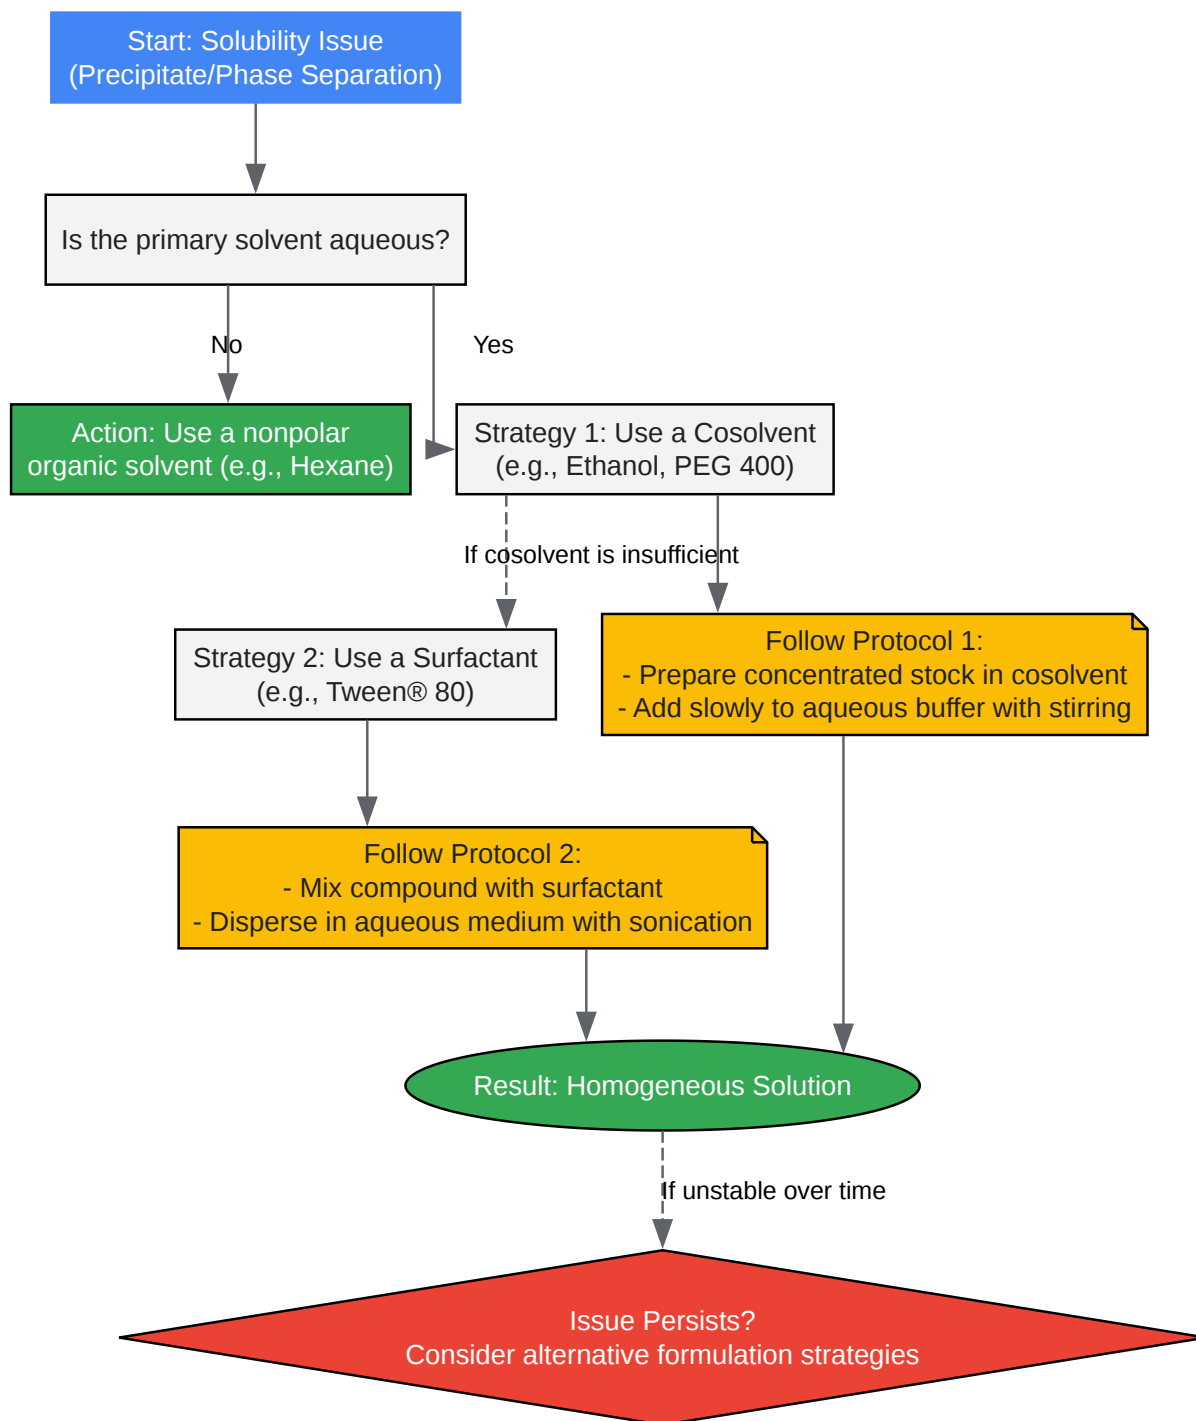 Start: Solubility Issue
(Precipitate/Phase Separation)
Is the primary solvent aqueous?
No
Yes
Action: Use a nonpolar
organic solvent (e.g., Hexane)
Strategy 1: Use a Cosolvent
(e.g., Ethanol, PEG 400)
If cosolvent is insufficient
Strategy 2: Use a Surfactant
(e.g., Tween® 80)
Follow Protocol 1:
- Prepare concentrated stock in cosolvent
- Add slowly to aqueous buffer with stirring
Follow Protocol 2:
- Mix compound with surfactant
- Disperse in aqueous medium with sonication
Result: Homogeneous Solution
If unstable over time
Issue Persists?
Consider alternative formulation strategies